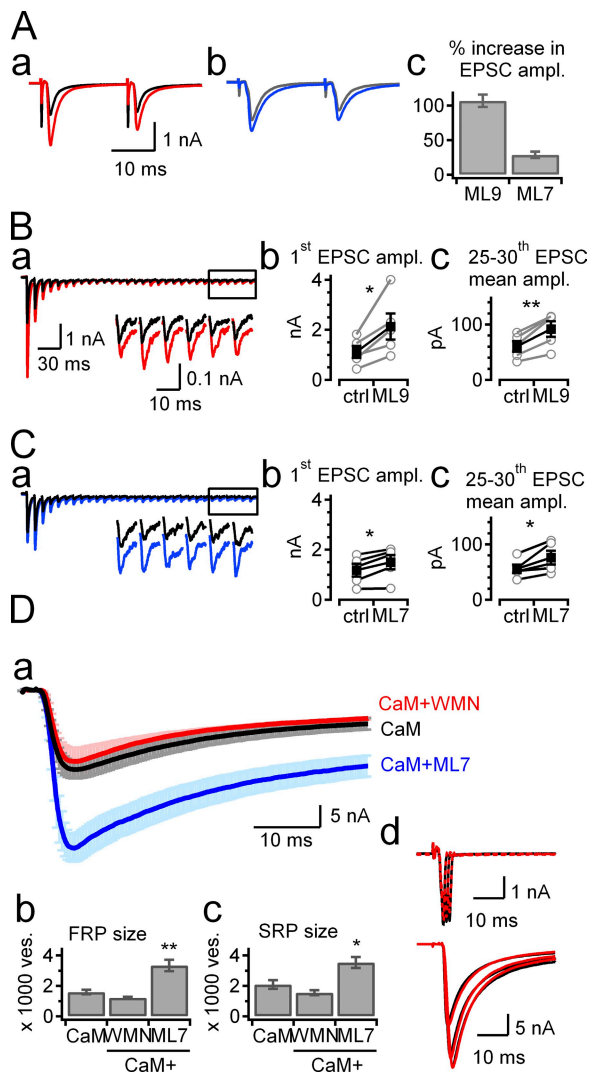 A
a
b
c
% increase in
EPSC ampl.
100
50
0
ML9 ML7
1 nA
10 ms
B
a
b
c
1st EPSC ampl.
25-30th EPSC
mean ampl.
4
2
0
nA
*
ctrl ML9
100
0
pA
**
ctrl ML9
1 nA
30 ms
0.1 nA
10 ms
C
a
b
c
1st EPSC ampl.
25-30th EPSC
mean ampl.
4
2
0
nA
*
ctrl ML7
100
0
pA
*
ctrl ML7
D
a
CaM+WMN
CaM
CaM+ML7
5 nA
10 ms
d
1 nA
10 ms
5 nA
10 ms
b
FRP size
x 1000 ves.
4
2
0
**
CaM WMN ML7
CaM+
c
SRP size
x 1000 ves.
4
2
0
*
CaM WMN ML7
CaM+